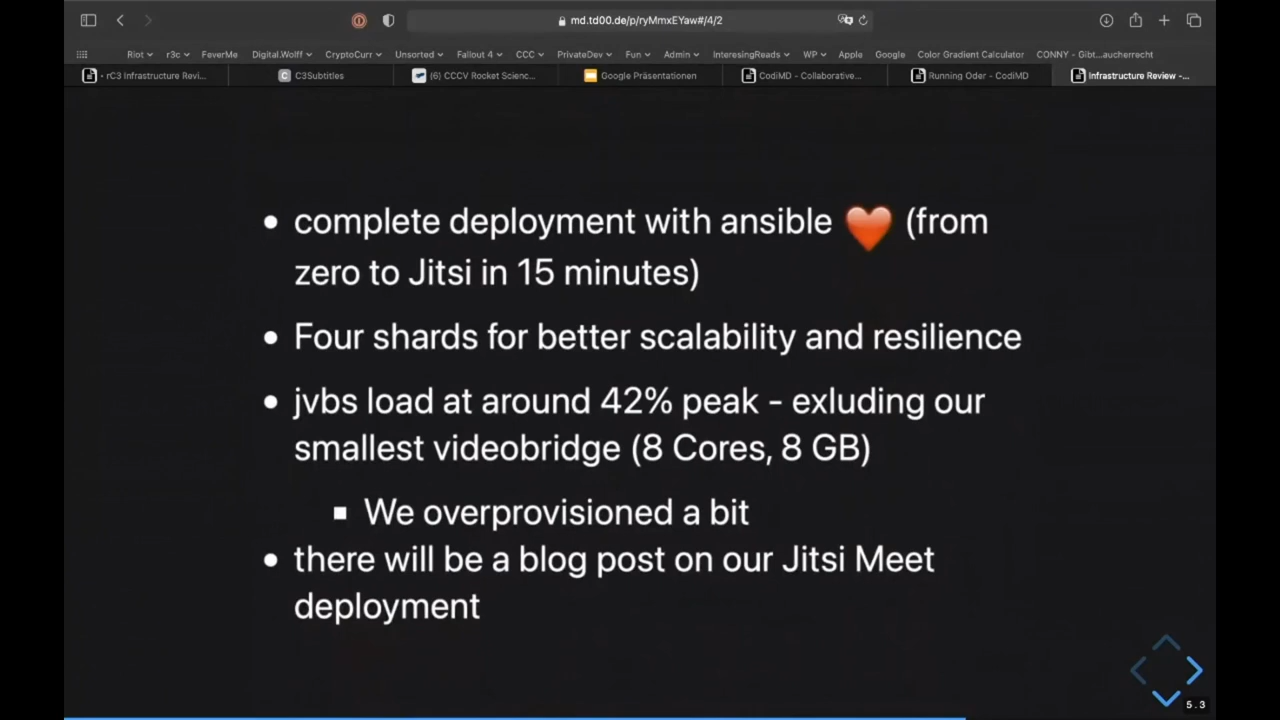 md.td00.de/p/ryMmxEYaw#/4/2
Riot r3c FeverMe Digital.Wolff CryptoCurr Unsorted Fallout 4 CCC PrivateDev Fun Admin InteresingReads WP Apple Google Color Gradient Calculator CONNY - Gibt...aucherrecht
rC3 Infrastructure Revi... C3Subtitles (6) CCCV Rocket Scienc... Google Präsentationen CodiMD - Collaborative... Running Oder - CodiMD Infrastructure Review -...
• complete deployment with ansible ❤️ (from
zero to Jitsi in 15 minutes)
• Four shards for better scalability and resilience
• jvbs load at around 42% peak - exluding our
smallest videobridge (8 Cores, 8 GB)
▪ We overprovisioned a bit
• there will be a blog post on our Jitsi Meet
deployment
5.3